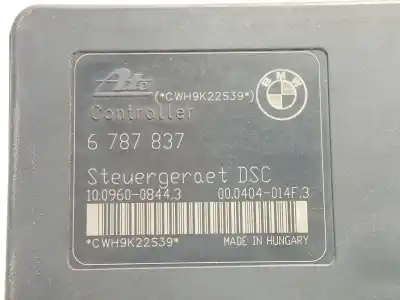 Ate (*CWH9K22S39*) BMW
Controller
6 787 837
Steuergeraet DSC
10.0960-0844.3 00.0404-014F.3
*CWH9K22S39* MADE IN HUNGARY